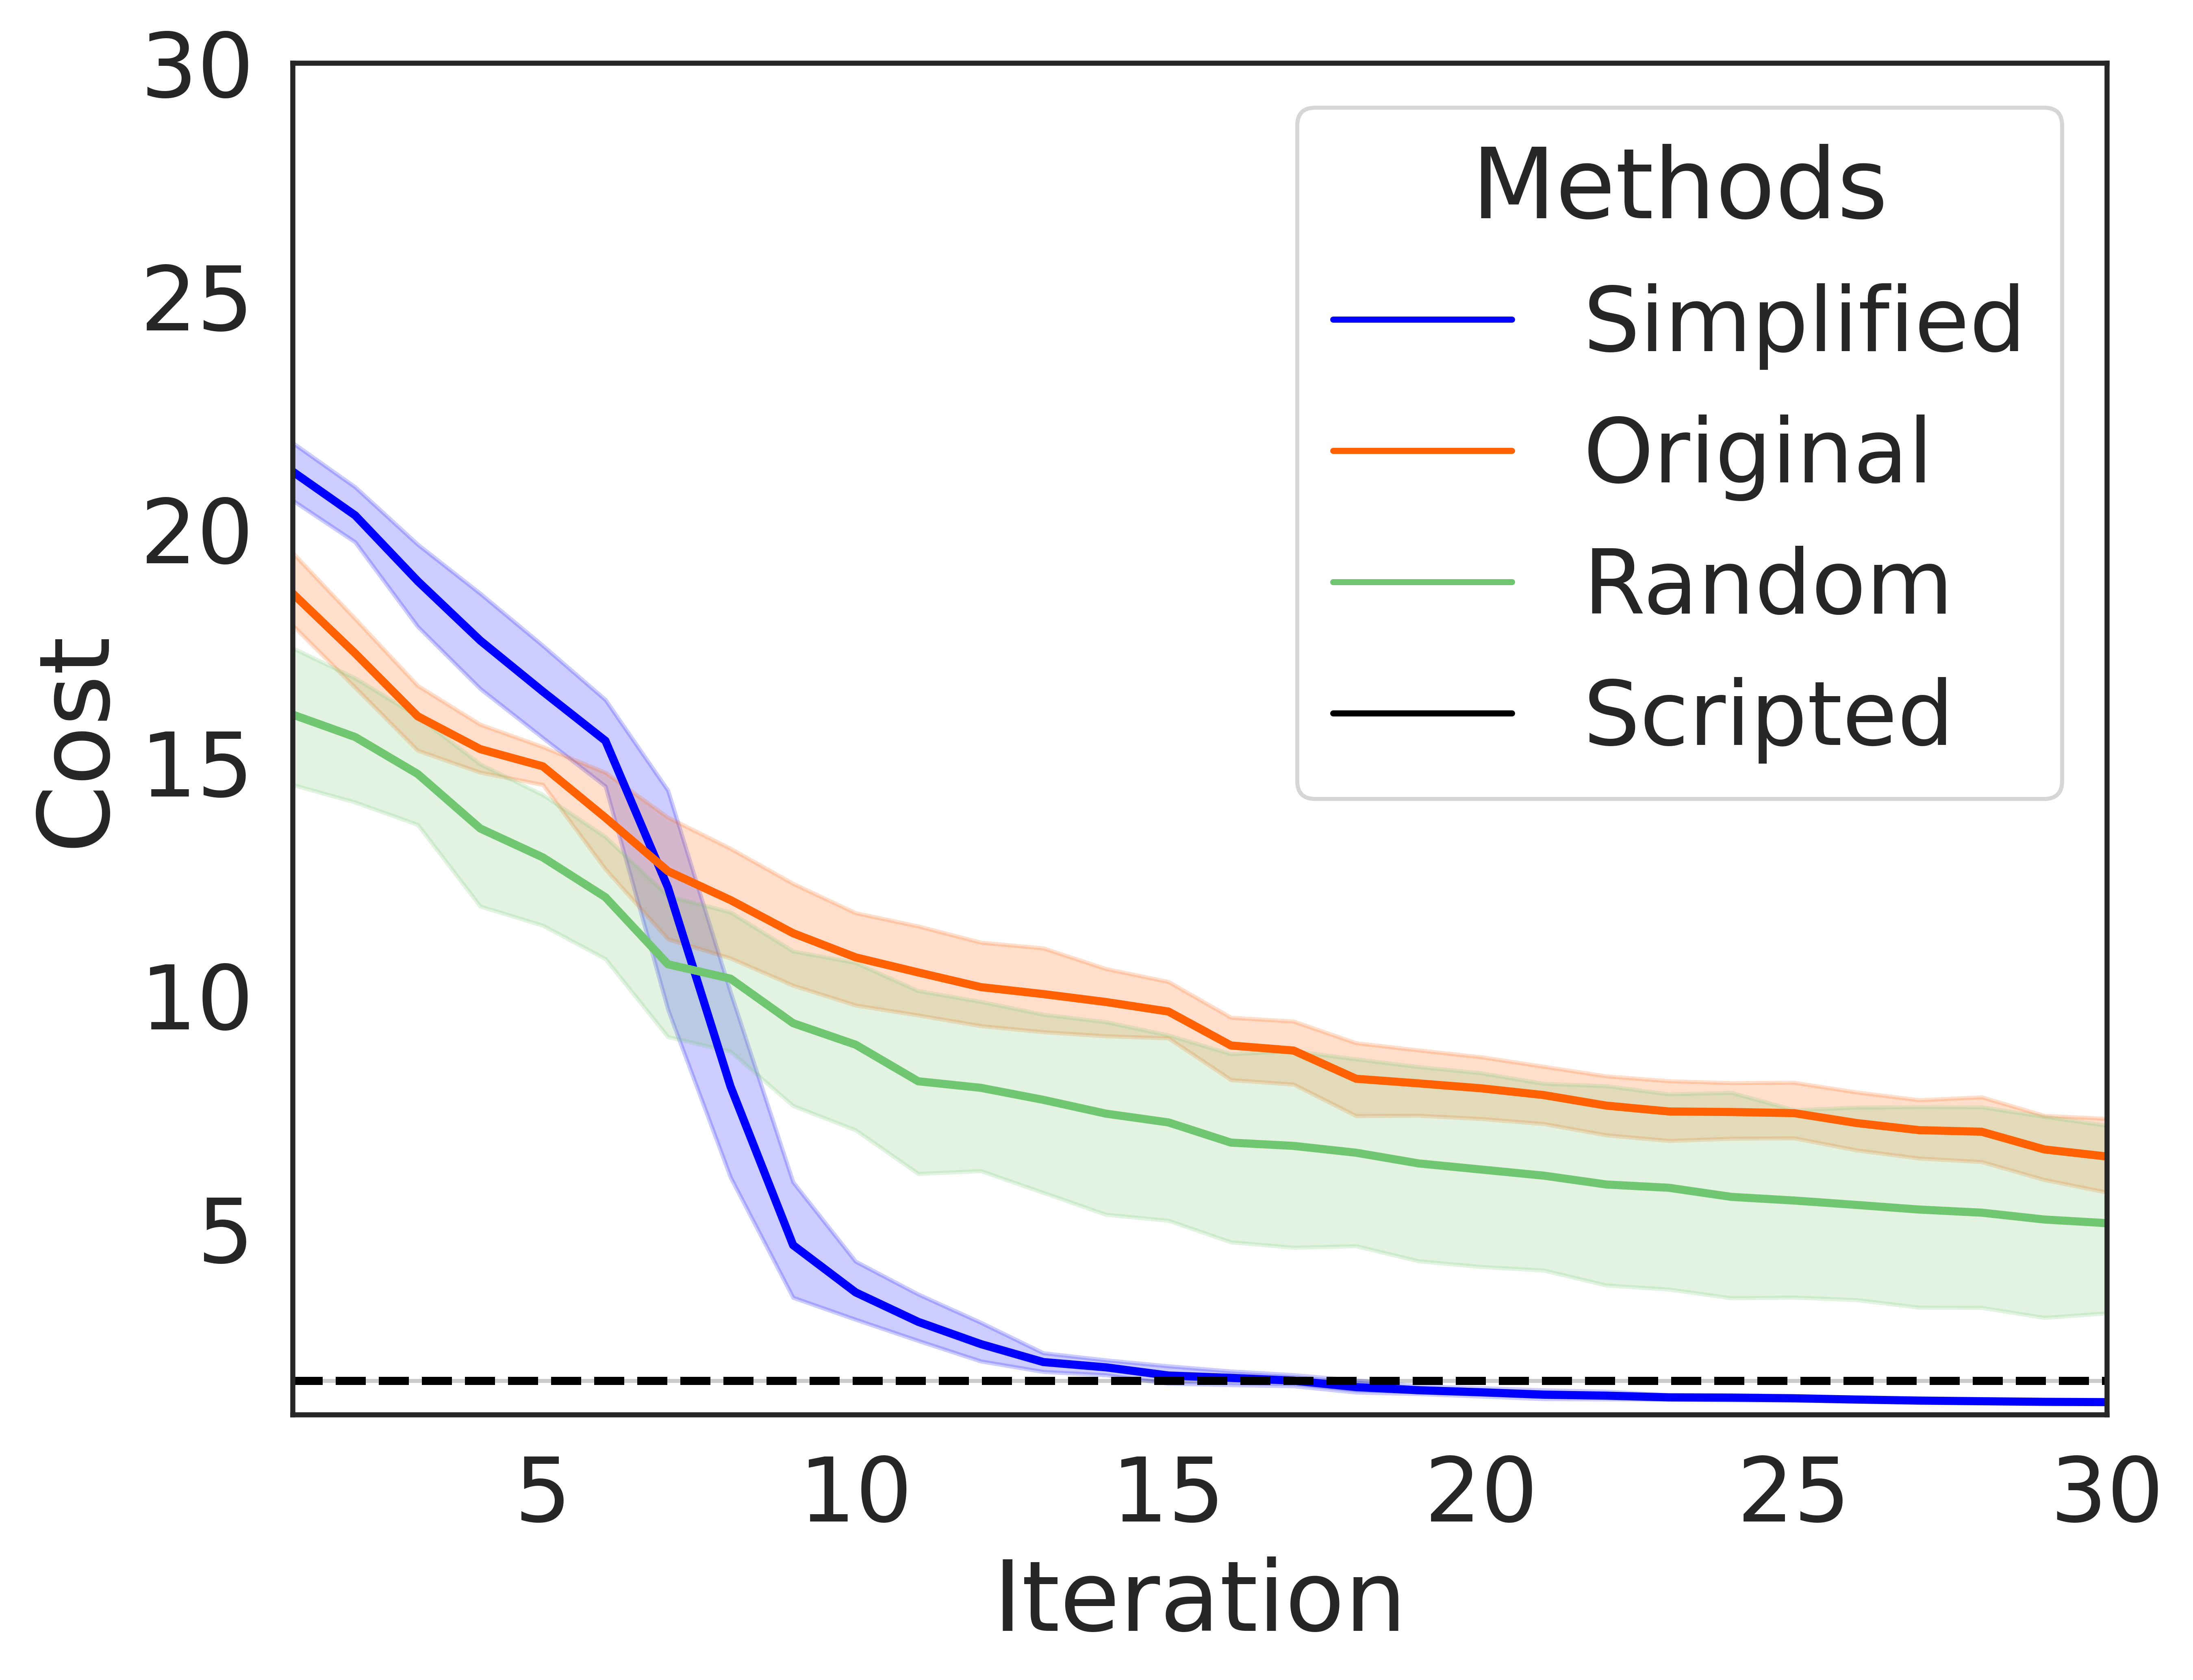 30
25
20
15
10
5
Cost
Methods
Simplified
Original
Random
Scripted
5 10 15 20 25 30
Iteration